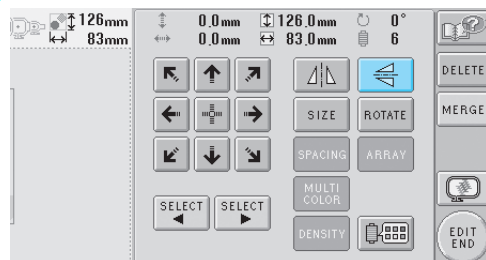 126mm
83mm
0.0mm
126.0mm
0°
0.0mm
83.0mm
6
DELETE
SIZE
ROTATE
MERGE
SPACING
ARRAY
MULTI
COLOR
SELECT
SELECT
DENSITY
EDIT
END